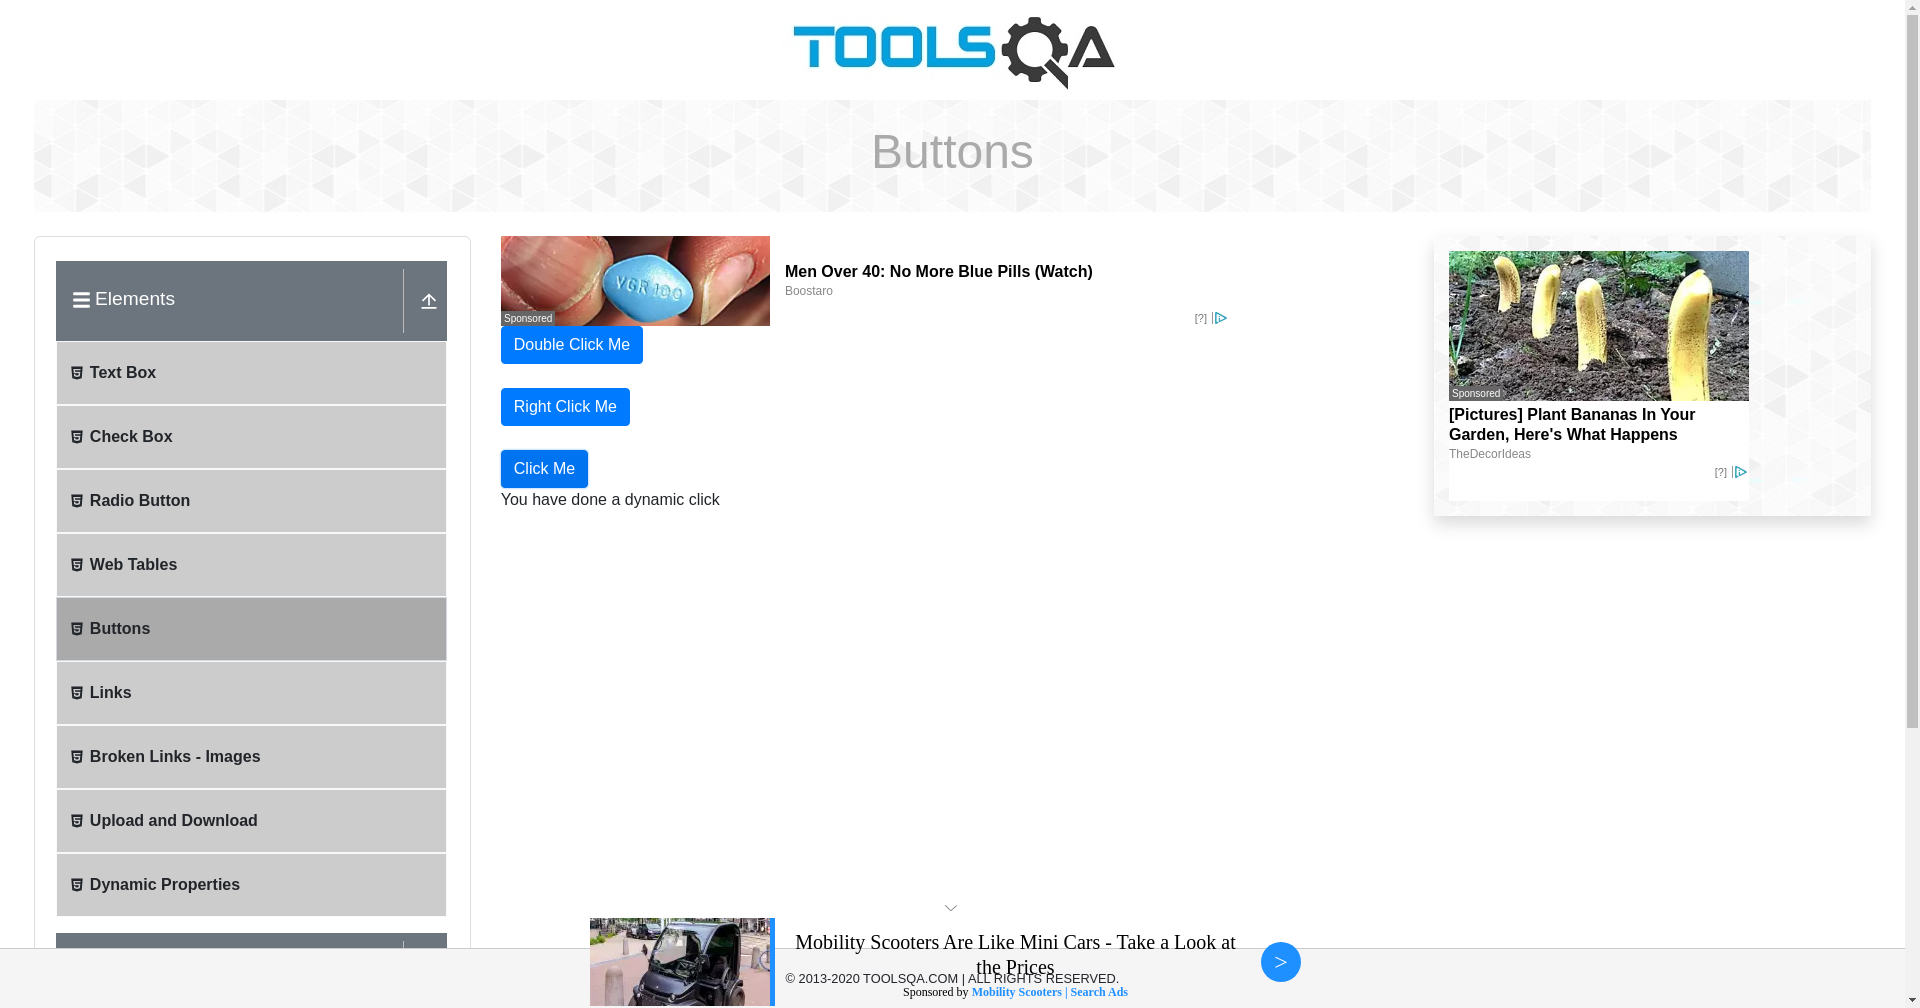 TOOLSQA
Buttons
Elements
Text Box
Check Box
Radio Button
Web Tables
Buttons
Links
Broken Links - Images
Upload and Download
Dynamic Properties
VGR 100
Sponsored
Men Over 40: No More Blue Pills (Watch)
Boostaro
[?]
Double Click Me
Right Click Me
Click Me
You have done a dynamic click
Sponsored
[Pictures] Plant Bananas In Your
Garden, Here's What Happens
TheDecorIdeas
[?]
Mobility Scooters Are Like Mini Cars - Take a Look at
the Prices
>
© 2013-2020 TOOLSQA.COM | ALL RIGHTS RESERVED.
Sponsored by Mobility Scooters | Search Ads